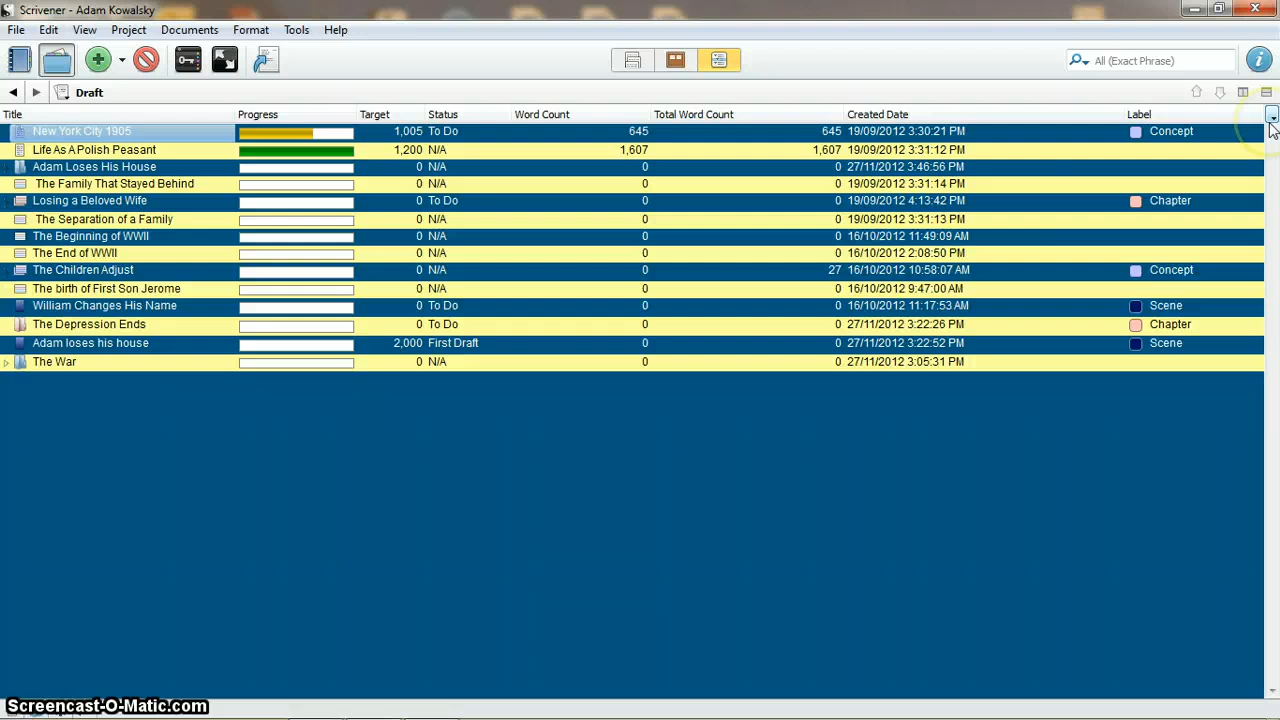 Scrivener - Adam Kowalsky
File Edit View Project Documents Format Tools Help
All (Exact Phrase)
Draft
Title Progress Target Status Word Count Total Word Count Created Date Label
New York City 1905 1,005 To Do 645 645 19/09/2012 3:30:21 PM Concept
Life As A Polish Peasant 1,200 N/A 1,607 1,607 19/09/2012 3:31:12 PM
Adam Loses His House 0 N/A 0 0 27/11/2012 3:46:56 PM
The Family That Stayed Behind 0 N/A 0 0 19/09/2012 3:31:14 PM
Losing a Beloved Wife 0 To Do 0 0 19/09/2012 4:13:42 PM Chapter
The Separation of a Family 0 N/A 0 0 19/09/2012 3:31:13 PM
The Beginning of WWII 0 N/A 0 0 16/10/2012 11:49:09 AM
The End of WWII 0 N/A 0 0 16/10/2012 2:08:50 PM
The Children Adjust 0 N/A 0 27 16/10/2012 10:58:07 AM Concept
The birth of First Son Jerome 0 N/A 0 0 16/10/2012 9:47:00 AM
William Changes His Name 0 To Do 0 0 16/10/2012 11:17:53 AM Scene
The Depression Ends 0 To Do 0 0 27/11/2012 3:22:26 PM Chapter
Adam loses his house 2,000 First Draft 0 0 27/11/2012 3:22:52 PM Scene
The War 0 N/A 0 0 27/11/2012 3:05:31 PM
Screencast-O-Matic.com